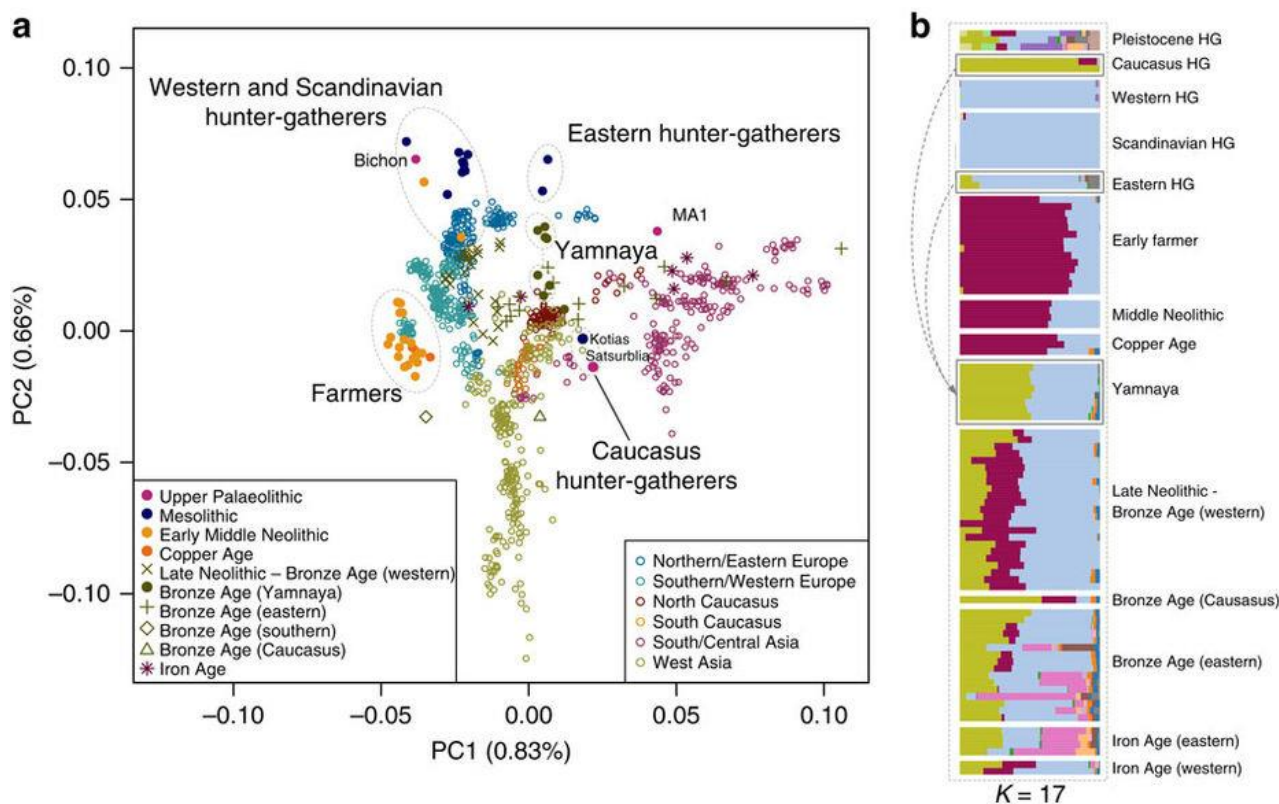 a
0.10
0.05
0.00
−0.05
−0.10
PC2 (0.66%)
−0.10
−0.05
0.00
0.05
0.10
PC1 (0.83%)
Western and Scandinavian
hunter-gatherers
Bichon
Eastern hunter-gatherers
MA1
Yamnaya
Kotias
Satsurblia
Farmers
Caucasus
hunter-gatherers
Upper Palaeolithic
Mesolithic
Early Middle Neolithic
Copper Age
Late Neolithic – Bronze Age (western)
Bronze Age (Yamnaya)
Bronze Age (eastern)
Bronze Age (southern)
Bronze Age (Caucasus)
Iron Age
Northern/Eastern Europe
Southern/Western Europe
North Caucasus
South Caucasus
South/Central Asia
West Asia
b
Pleistocene HG
Caucasus HG
Western HG
Scandinavian HG
Eastern HG
Early farmer
Middle Neolithic
Copper Age
Yamnaya
Late Neolithic -
Bronze Age (western)
Bronze Age (Causasus)
Bronze Age (eastern)
Iron Age (eastern)
Iron Age (western)
K = 17